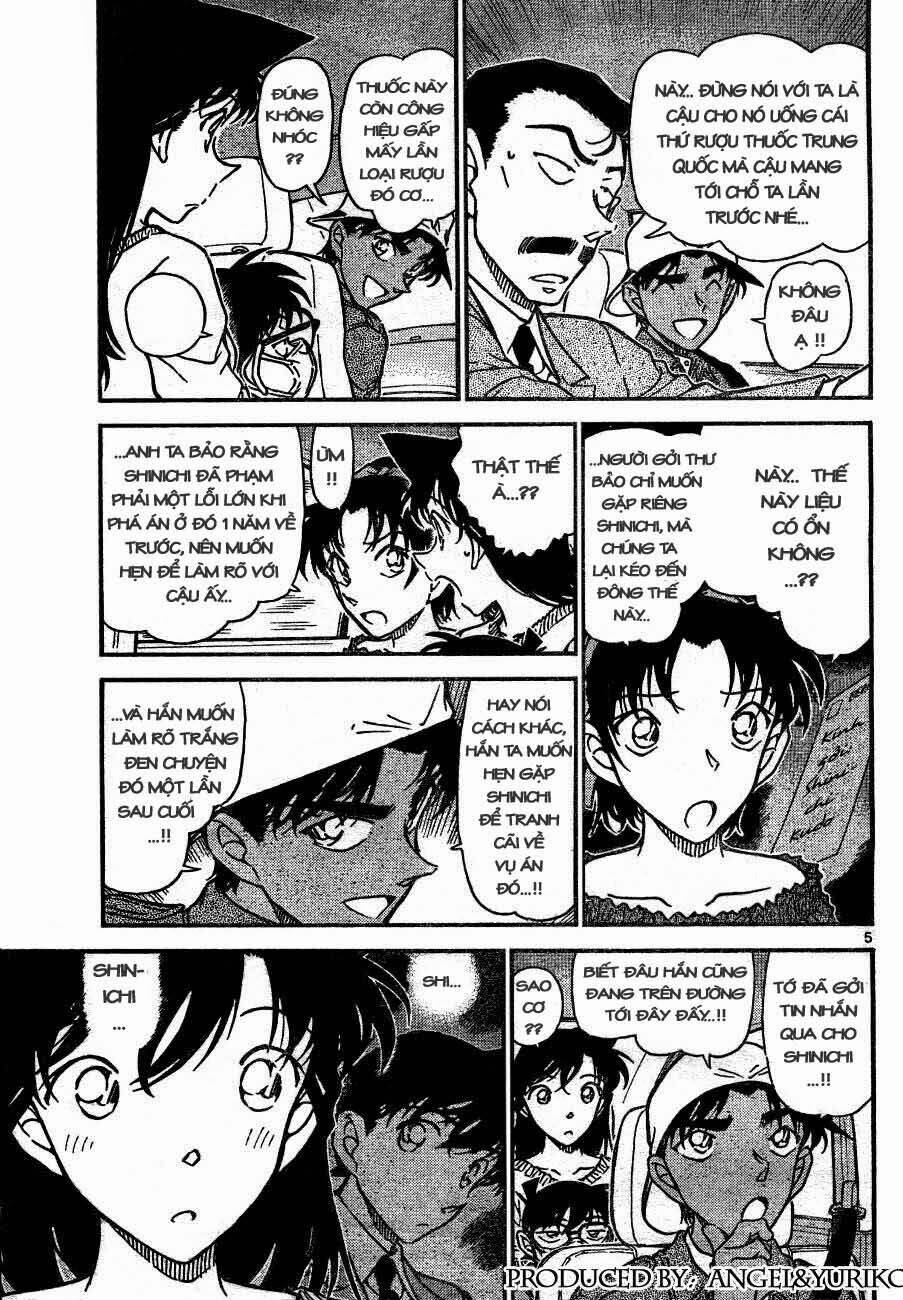 NÀY.. ĐỪNG NÓI VỚI TA LÀ
CẬU CHO NÓ UỐNG CÁI
THỨ RƯỢU THUỐC TRUNG
QUỐC MÀ CẬU MANG
TỚI CHỖ TA LẦN
TRƯỚC NHÉ...
KHÔNG
ĐÂU
Ạ !!
THUỐC NÀY
CÒN CÔNG
HIỆU GẤP
MẤY LẦN
LOẠI RƯỢU
ĐÓ CƠ...
ĐÚNG
KHÔNG
NHÓC
??
NÀY.. THẾ
NÀY LIỆU
CÓ ỔN
KHÔNG
...??
...NGƯỜI GỞI THƯ
BẢO CHỈ MUỐN
GẶP RIÊNG
SHINICHI, MÀ
CHÚNG TA
LẠI KÉO ĐẾN
ĐÔNG THẾ
NÀY...
Kính
gởi
Shini
chi
Kudo
THẬT THẾ
À...??
ỪM
!!
...ANH TA BẢO RẰNG
SHINICHI ĐÃ PHẠM
PHẢI MỘT LỖI LỚN KHI
PHÁ ÁN Ở ĐÓ 1 NĂM VỀ
TRƯỚC, NÊN MUỐN
HẸN ĐỂ LÀM RÕ VỚI
CẬU ẤY...
HAY NÓI
CÁCH KHÁC,
HẮN TA MUỐN
HẸN GẶP
SHINICHI
ĐỂ TRANH
CÃI VỀ
VỤ ÁN
ĐÓ...!!
...VÀ HẮN MUỐN
LÀM RÕ TRẮNG
ĐEN CHUYỆN
ĐÓ MỘT LẦN
SAU CUỐI
...!!
5
TỚ ĐÃ GỞI
TIN NHẮN
QUA CHO
SHINICHI
...!!
BIẾT ĐÂU HẮN CŨNG
ĐANG TRÊN ĐƯỜNG
TỚI ĐÂY ĐẤY..!!
SAO
CƠ
??
SHI...
SHIN-
ICHI
...
PRODUCED BY: ANGEL&YURIKO